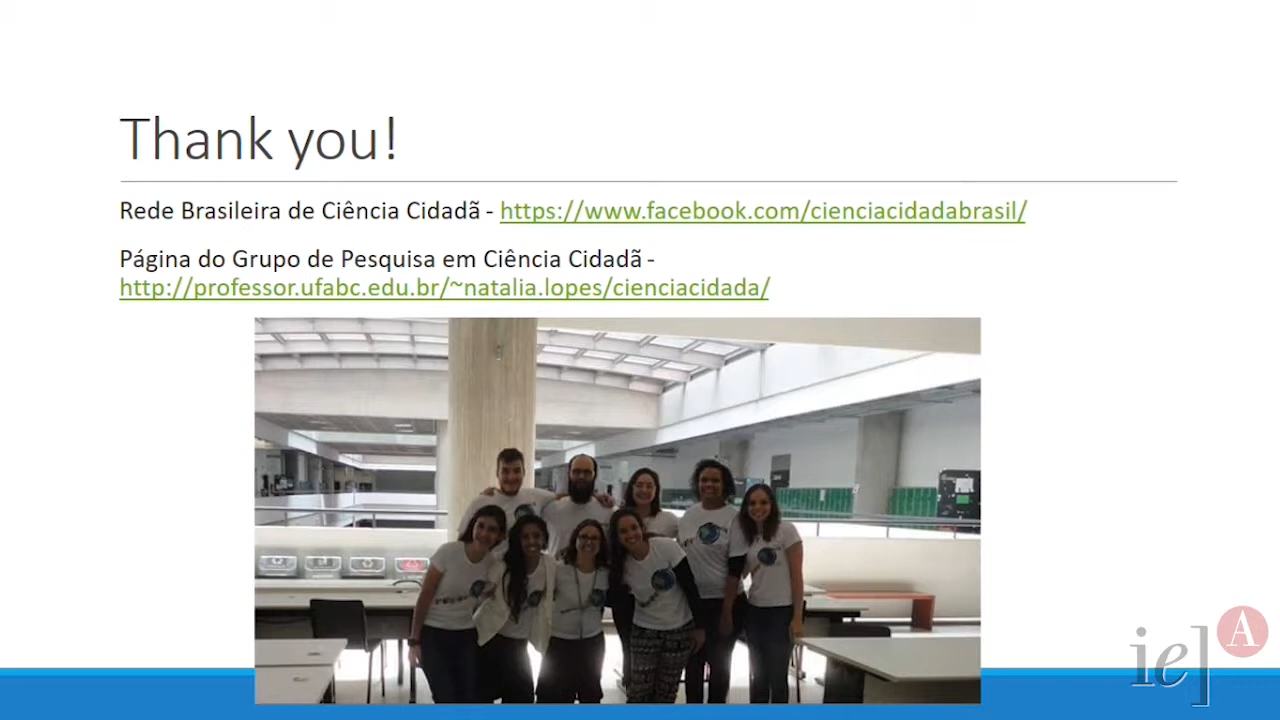 Thank you!
Rede Brasileira de Ciência Cidadã - https://www.facebook.com/cienciacidadabrasil/
Página do Grupo de Pesquisa em Ciência Cidadã -
http://professor.ufabc.edu.br/~natalia.lopes/cienciacidada/
ie] A